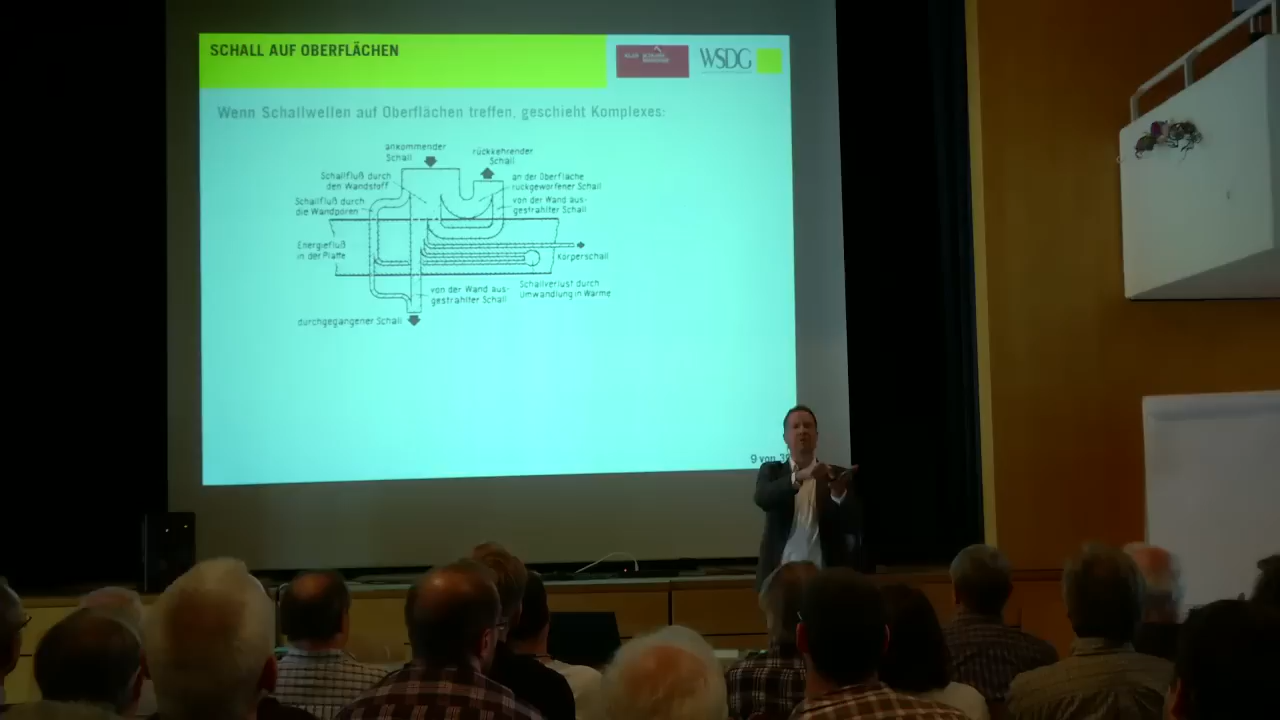 SCHALL AUF OBERFLÄCHEN
WSDG
Wenn Schallwellen auf Oberflächen treffen, geschieht Komplexes:
ankommender
Schall
rückkehrender
Schall
Schallfluß durch
den Wandstoff
an der Oberfläche
rückgeworfener Schall
Schallfluß durch
die Wandporen
von der Wand aus-
gestrahlter Schall
Energiefluß
in der Platte
Körperschall
von der Wand aus-
gestrahlter Schall
Schallverlust durch
Umwandlung in Wärme
durchgegangener Schall
9 von